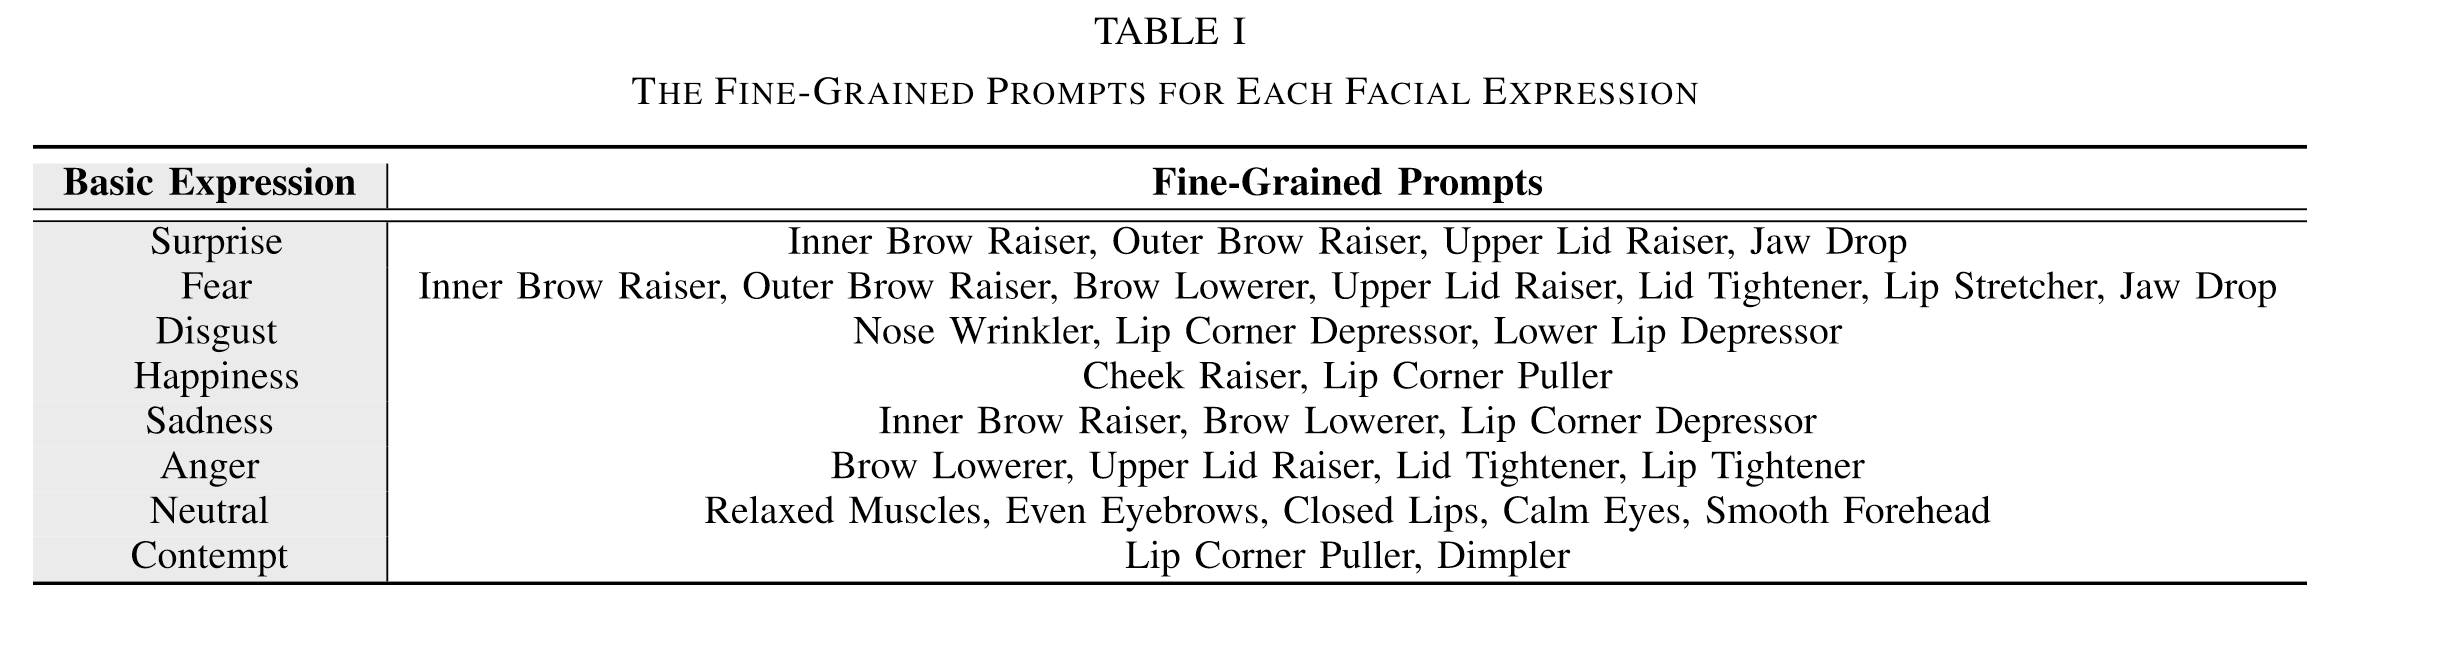 TABLE I
THE FINE-GRAINED PROMPTS FOR EACH FACIAL EXPRESSION
Basic Expression Fine-Grained Prompts
Surprise Inner Brow Raiser, Outer Brow Raiser, Upper Lid Raiser, Jaw Drop
Fear Inner Brow Raiser, Outer Brow Raiser, Brow Lowerer, Upper Lid Raiser, Lid Tightener, Lip Stretcher, Jaw Drop
Disgust Nose Wrinkler, Lip Corner Depressor, Lower Lip Depressor
Happiness Cheek Raiser, Lip Corner Puller
Sadness Inner Brow Raiser, Brow Lowerer, Lip Corner Depressor
Anger Brow Lowerer, Upper Lid Raiser, Lid Tightener, Lip Tightener
Neutral Relaxed Muscles, Even Eyebrows, Closed Lips, Calm Eyes, Smooth Forehead
Contempt Lip Corner Puller, Dimpler